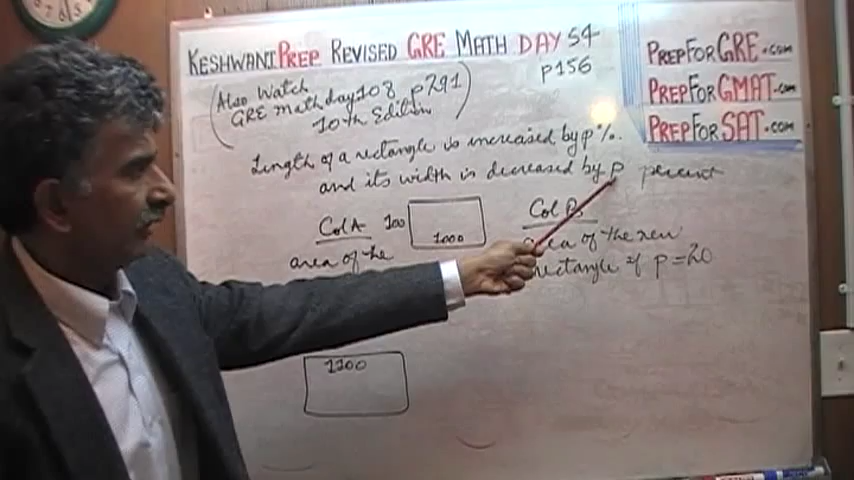 KESHWANI PREP REVISED GRE MATH DAY 54
p156
PREPFORGRE.com
PREPFORGMAT.com
PREPFORSAT.com
(Also Watch
GRE Math day 108 p291
10th Edition)
Length of a rectangle is increased by p%.
and its width is decreased by p percent
Col A
100
1000
Col B
area of the
area of the new
rectangle if p=20
1100